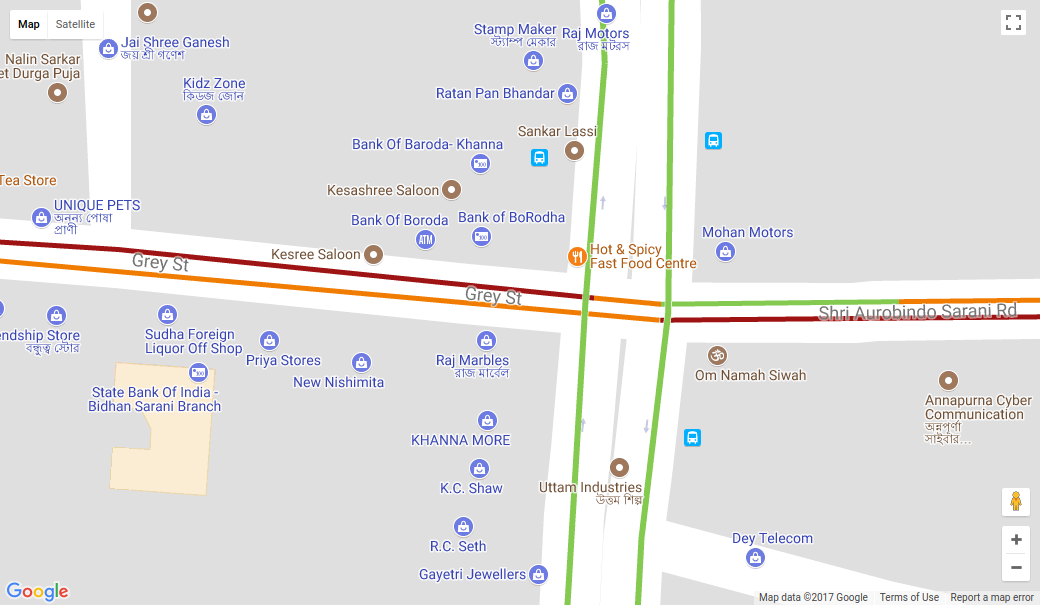 Map
Satellite
Jai Shree Ganesh
জয় শ্রী গণেশ
Stamp Maker
স্ট্যাম্প মেকার
Raj Motors
রাজ মটরস
Nalin Sarkar
et Durga Puja
Kidz Zone
কিডজ জোন
Ratan Pan Bhandar
Sankar Lassi
Bank Of Baroda- Khanna
Tea Store
Kesashree Saloon
UNIQUE PETS
অনন্য পোষা
প্রাণী
Bank Of Boroda
ATM
Bank of BoRodha
Mohan Motors
Kesree Saloon
Hot & Spicy
Fast Food Centre
Grey St
Grey St
Shri Aurobindo Sarani Rd
endship Store
বন্ধুত্ব স্টোর
Sudha Foreign
Liquor Off Shop
Priya Stores
Raj Marbles
রাজ মার্বেল
New Nishimita
Om Namah Siwah
State Bank Of India -
Bidhan Sarani Branch
Annapurna Cyber
Communication
অন্নপূর্ণা
সাইবার...
KHANNA MORE
K.C. Shaw
Uttam Industries
উত্তম শিল্প
R.C. Seth
Dey Telecom
Gayetri Jewellers
Google
Map data ©2017 Google
Terms of Use
Report a map error